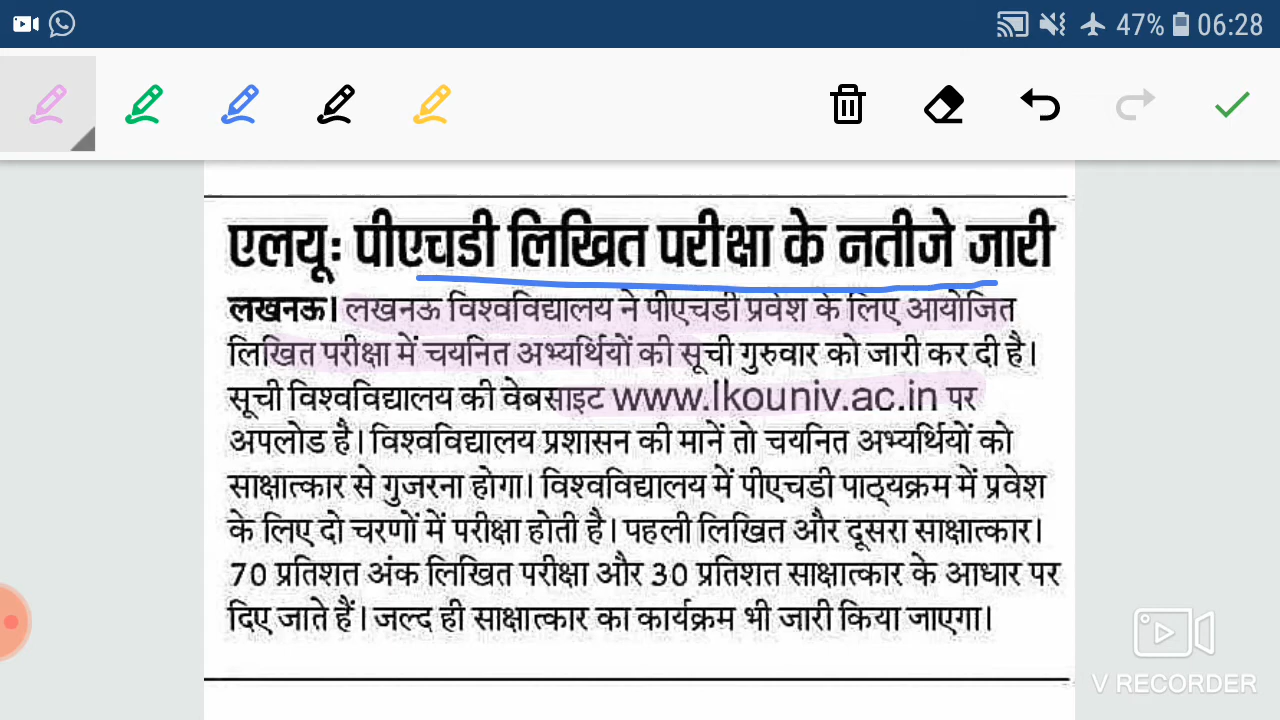 47% 06:28
एलयू: पीएचडी लिखित परीक्षा के नतीजे जारी
लखनऊ। लखनऊ विश्वविद्यालय ने पीएचडी प्रवेश के लिए आयोजित
लिखित परीक्षा में चयनित अभ्यर्थियों की सूची गुरुवार को जारी कर दी है।
सूची विश्वविद्यालय की वेबसाइट www.lkouniv.ac.in पर
अपलोड है। विश्वविद्यालय प्रशासन की मानें तो चयनित अभ्यर्थियों को
साक्षात्कार से गुजरना होगा। विश्वविद्यालय में पीएचडी पाठ्यक्रम में प्रवेश
के लिए दो चरणों में परीक्षा होती है। पहली लिखित और दूसरा साक्षात्कार।
70 प्रतिशत अंक लिखित परीक्षा और 30 प्रतिशत साक्षात्कार के आधार पर
दिए जाते हैं। जल्द ही साक्षात्कार का कार्यक्रम भी जारी किया जाएगा।
V RECORDER